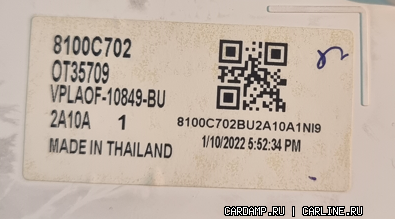 8100C702
OT35709
VPLAOF-10849-BU
2A10A 1
MADE IN THAILAND
8100C702BU2A10A1NI9
1/10/2022 5:52:34 PM
CARDAMP.RU | CARLINE.RU